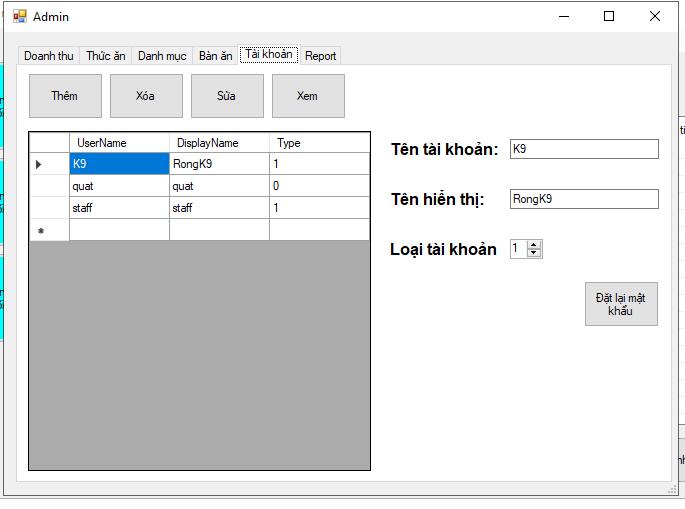 Admin
Doanh thu Thức ăn Danh mục Bàn ăn Tài khoản Report
Thêm Xóa Sửa Xem
UserName DisplayName Type
K9 RongK9 1
quat quat 0
staff staff 1
Tên tài khoản: K9
Tên hiển thị: RongK9
Loại tài khoản 1
Đặt lại mật
khẩu